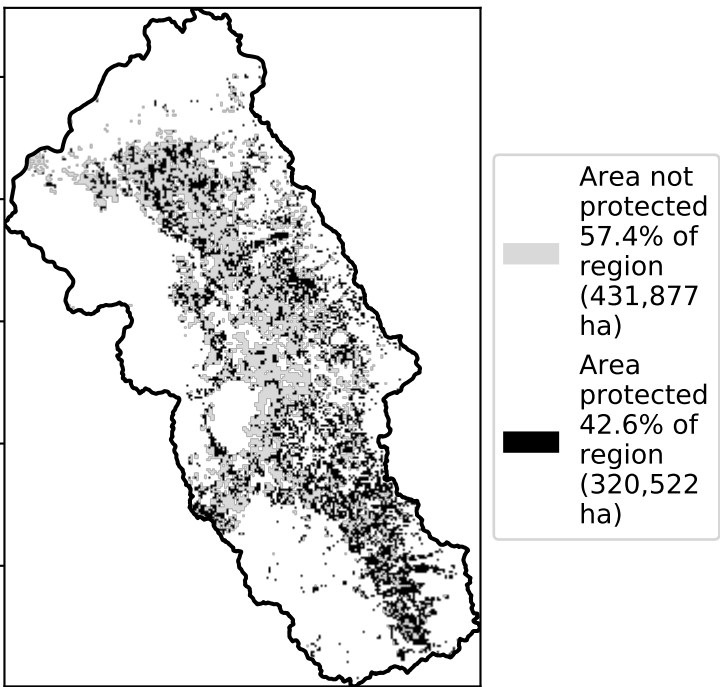 Area not
protected
57.4% of
region
(431,877
ha)
Area
protected
42.6% of
region
(320,522
ha)